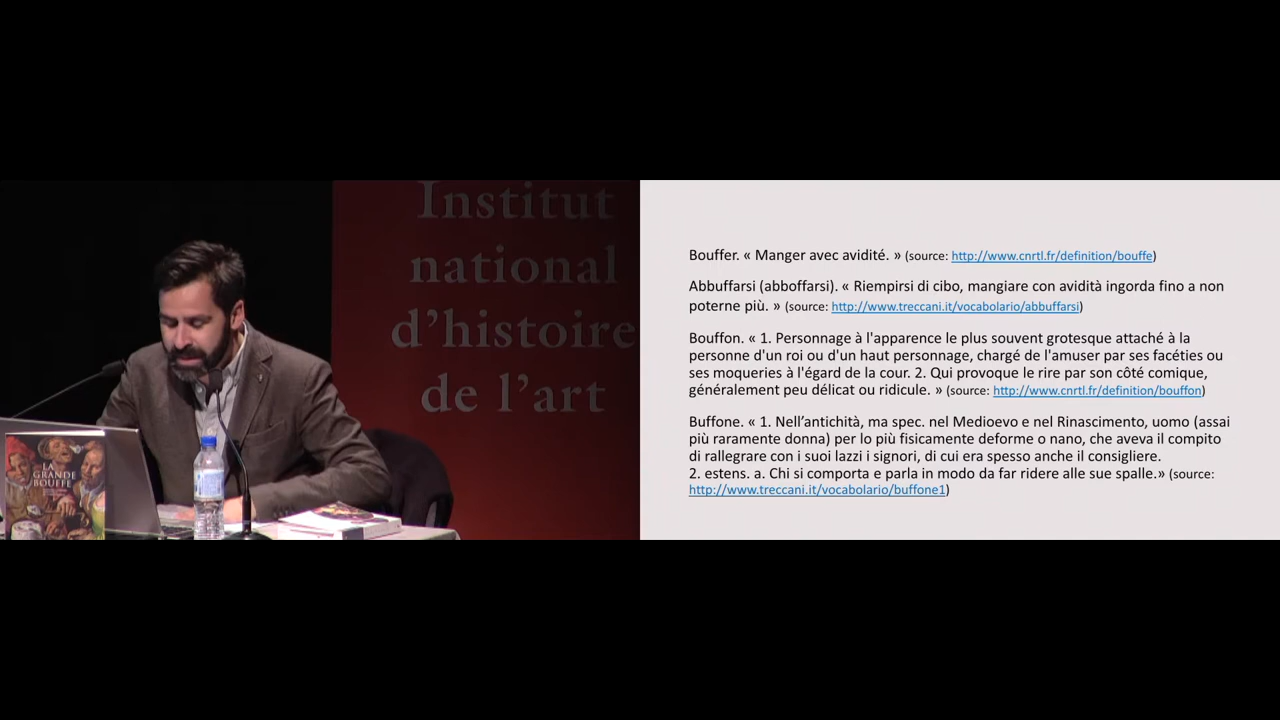 Institut
national
d'histoire
de l'art
LA
GRANDE
BOUFFE
Bouffer. « Manger avec avidité. » (source: http://www.cnrtl.fr/definition/bouffe)
Abbuffarsi (abboffarsi). « Riempirsi di cibo, mangiare con avidità ingorda fino a non
poterne più. » (source: http://www.treccani.it/vocabolario/abbuffarsi)
Bouffon. « 1. Personnage à l'apparence le plus souvent grotesque attaché à la
personne d'un roi ou d'un haut personnage, chargé de l'amuser par ses facéties ou
ses moqueries à l'égard de la cour. 2. Qui provoque le rire par son côté comique,
généralement peu délicat ou ridicule. » (source: http://www.cnrtl.fr/definition/bouffon)
Buffone. « 1. Nell’antichità, ma spec. nel Medioevo e nel Rinascimento, uomo (assai
più raramente donna) per lo più fisicamente deforme o nano, che aveva il compito
di rallegrare con i suoi lazzi i signori, di cui era spesso anche il consigliere.
2. estens. a. Chi si comporta e parla in modo da far ridere alle sue spalle.» (source:
http://www.treccani.it/vocabolario/buffone1)